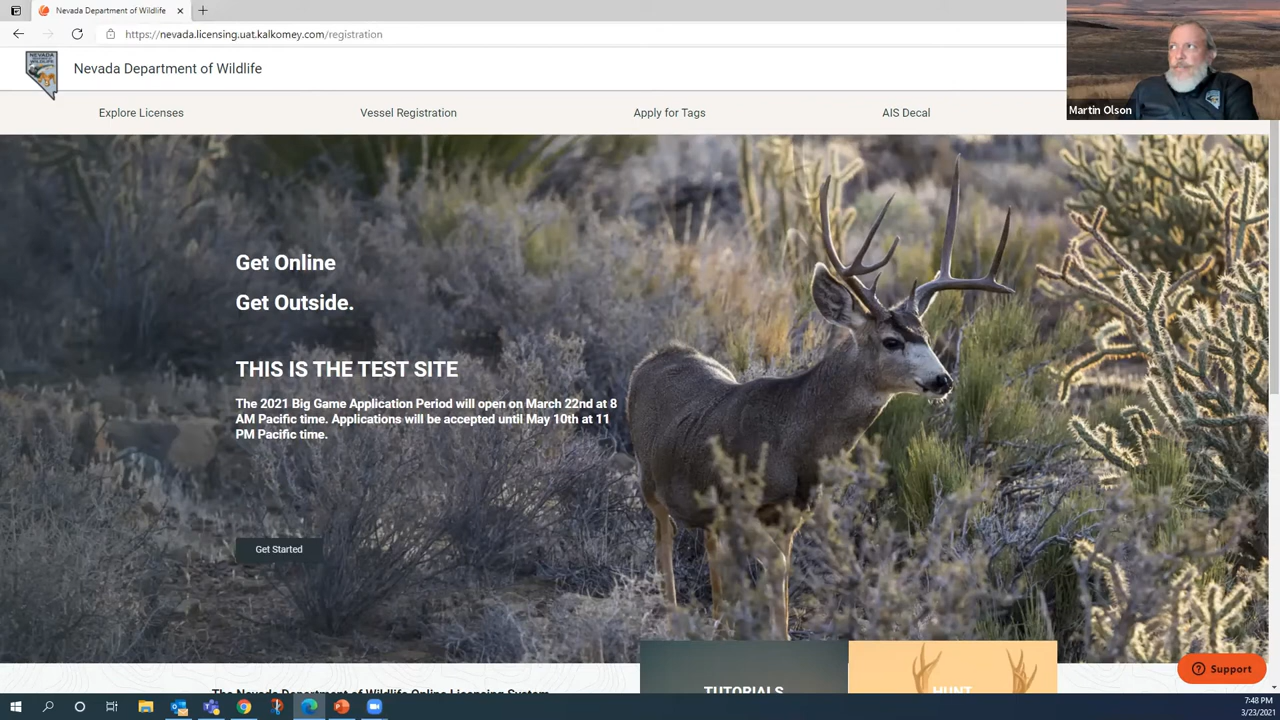 Nevada Department of Wildlife
https://nevada.licensing.uat.kalkomey.com/registration
NEVADA
Nevada Department of Wildlife
Explore Licenses
Vessel Registration
Apply for Tags
AIS Decal
Martin Olson
Get Online
Get Outside.
THIS IS THE TEST SITE
The 2021 Big Game Application Period will open on March 22nd at 8
AM Pacific time. Applications will be accepted until May 10th at 11
PM Pacific time.
Get Started
The Nevada Department of Wildlife Online Licensing System
TUTORIALS
HUNT
Support
7:48 PM
3/23/2021